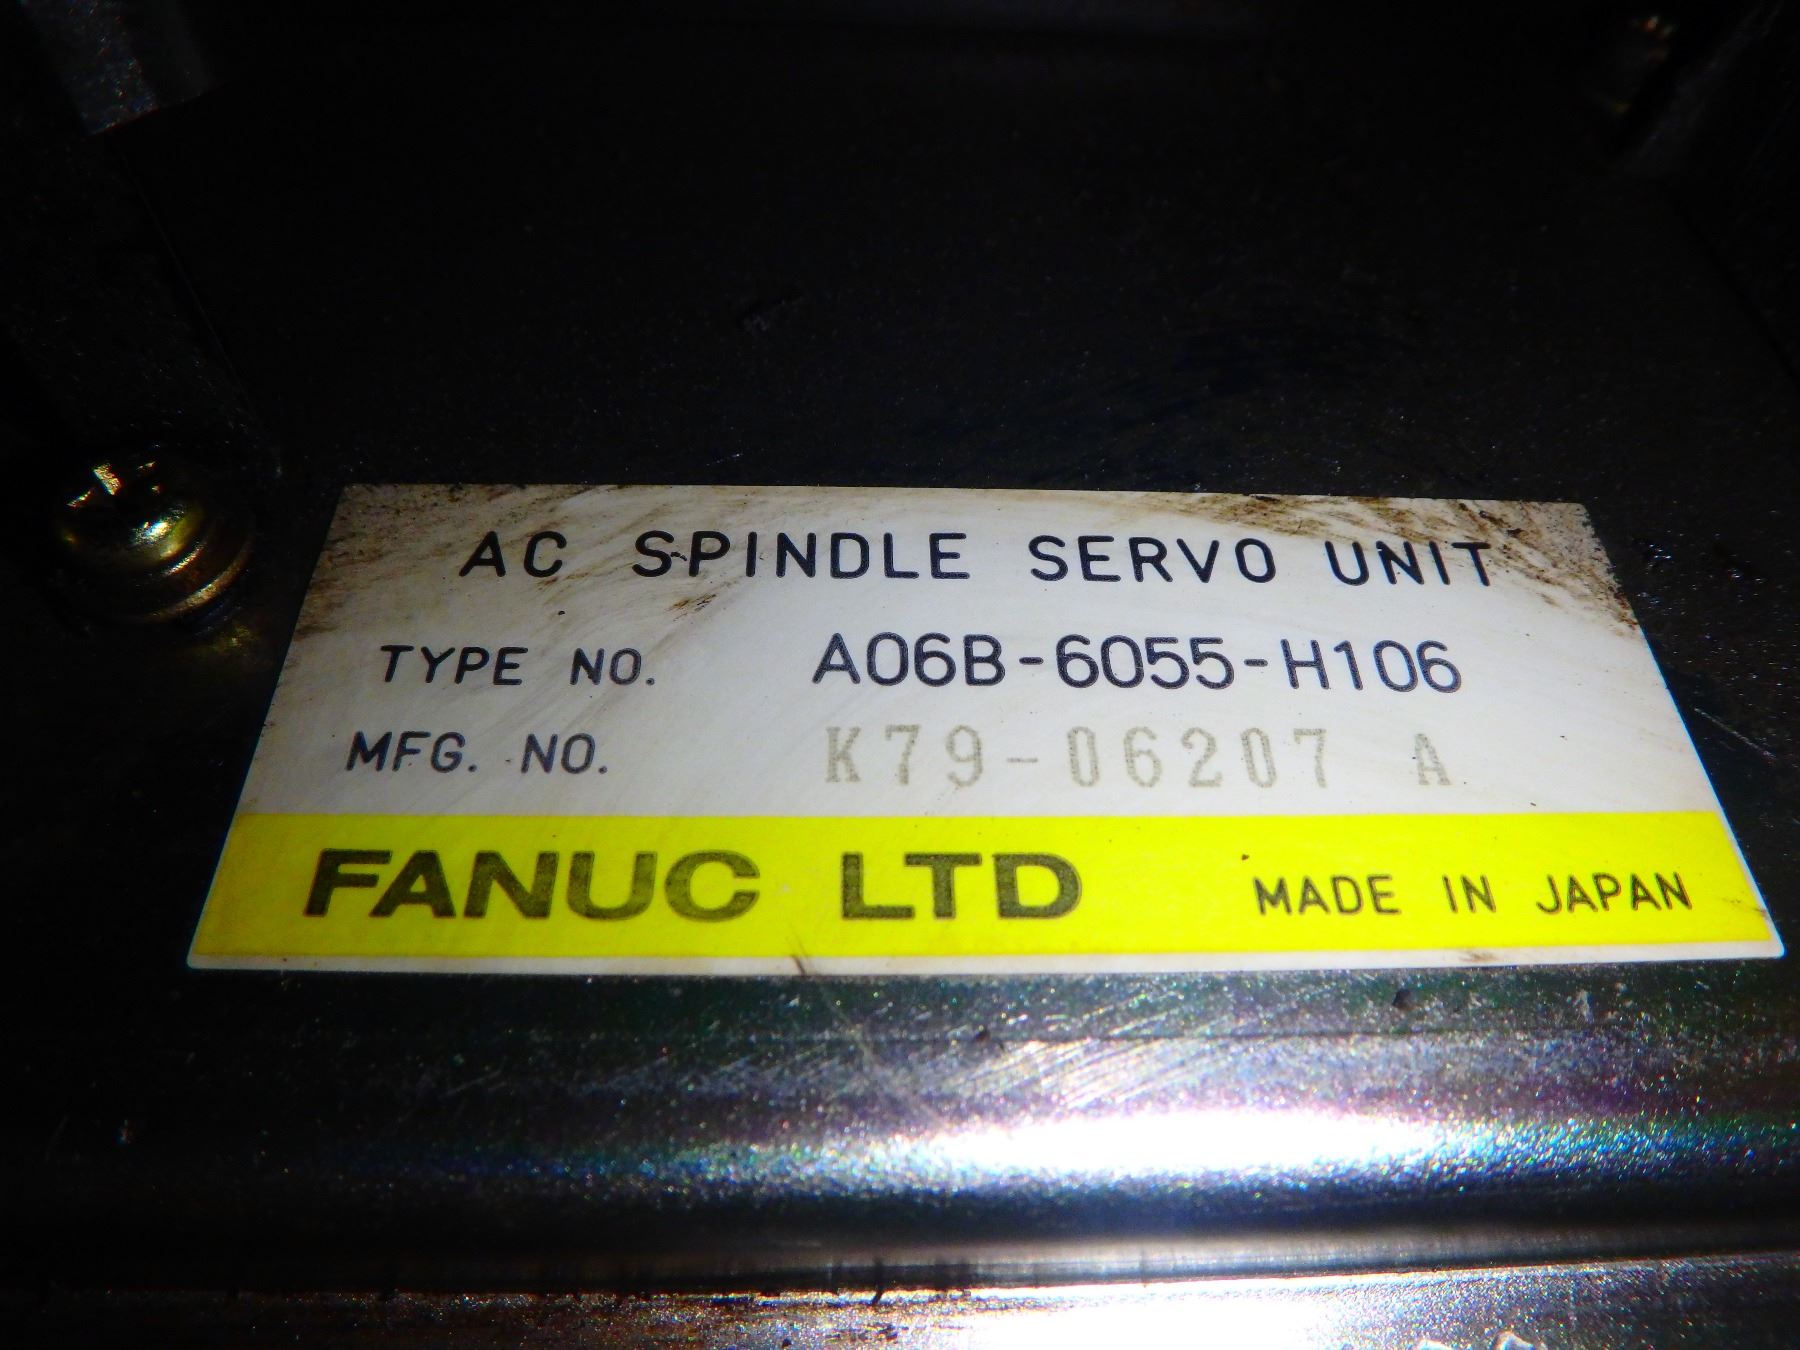 AC SPINDLE SERVO UNIT
TYPE NO. A06B-6055-H106
MFG. NO. K79-06207 A
FANUC LTD MADE IN JAPAN